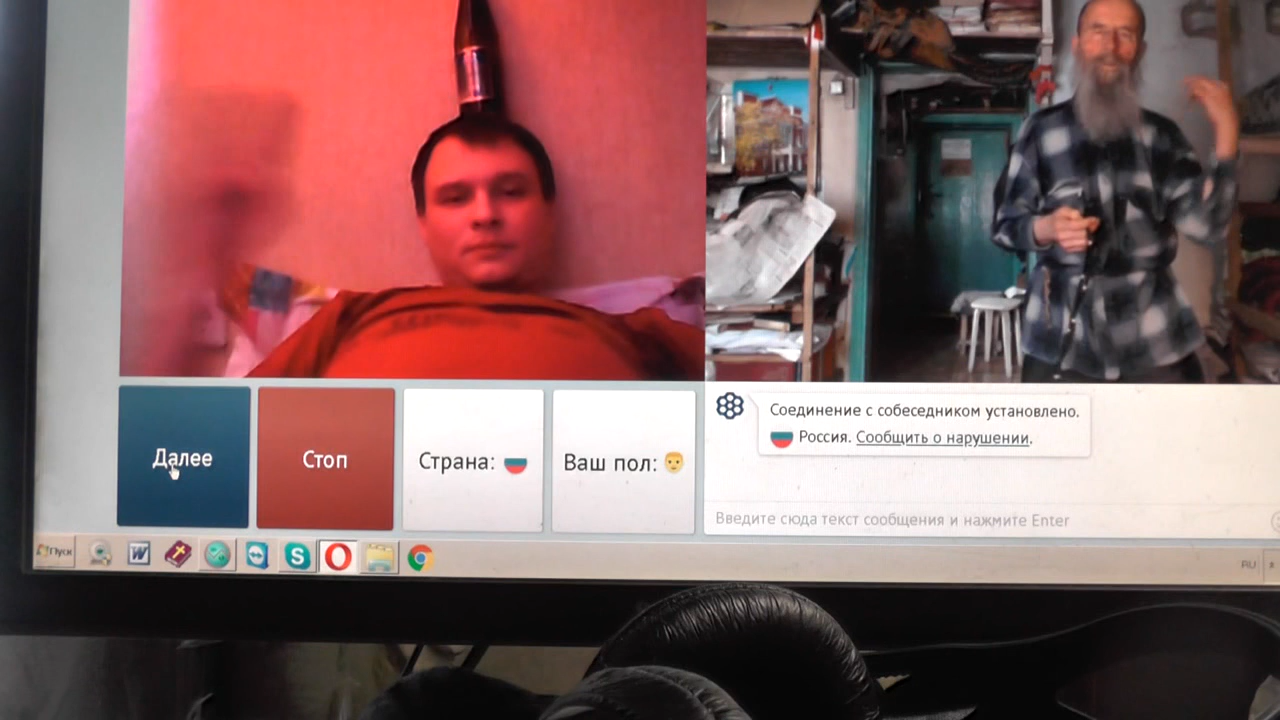 Далее
Стоп
Страна:
Ваш пол:
Соединение с собеседником установлено.
Россия. Сообщить о нарушении.
Введите сюда текст сообщения и нажмите Enter
Пуск
RU